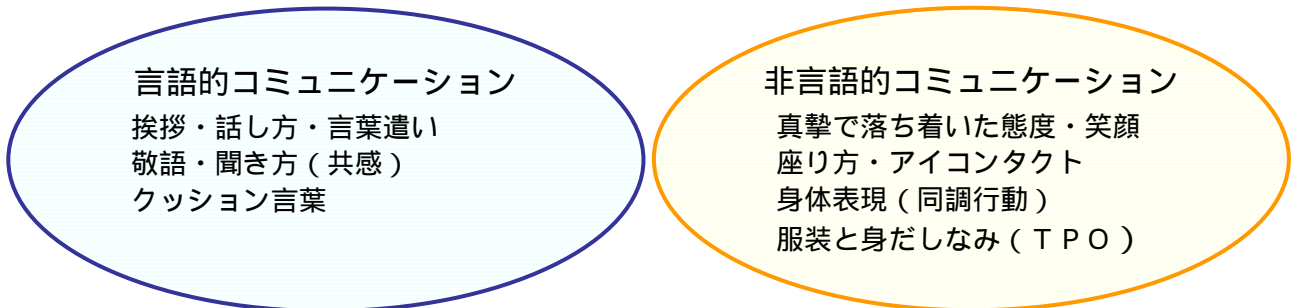 言語的コミュニケーション
挨拶・話し方・言葉遣い
敬語・聞き方（共感）
クッション言葉
非言語的コミュニケーション
真摯で落ち着いた態度・笑顔
座り方・アイコンタクト
身体表現（同調行動）
服装と身だしなみ（ＴＰＯ）